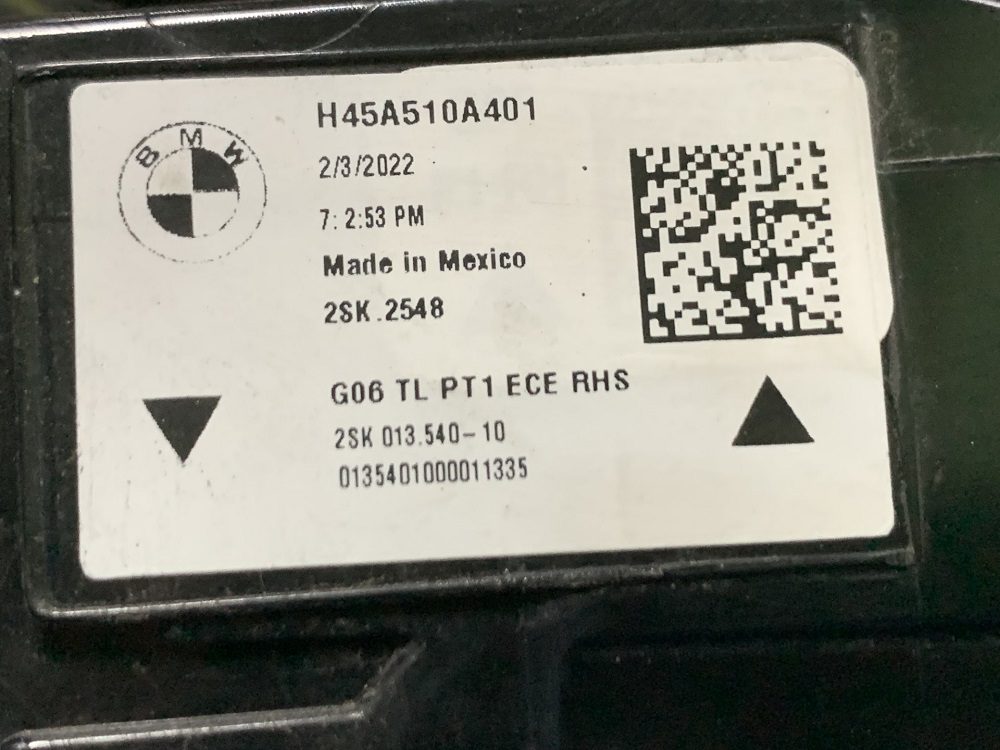 BMW
H45A510A401
2/3/2022
7: 2:53 PM
Made in Mexico
2SK .2548
G06 TL PT1 ECE RHS
2SK 013.540-10
0135401000011335